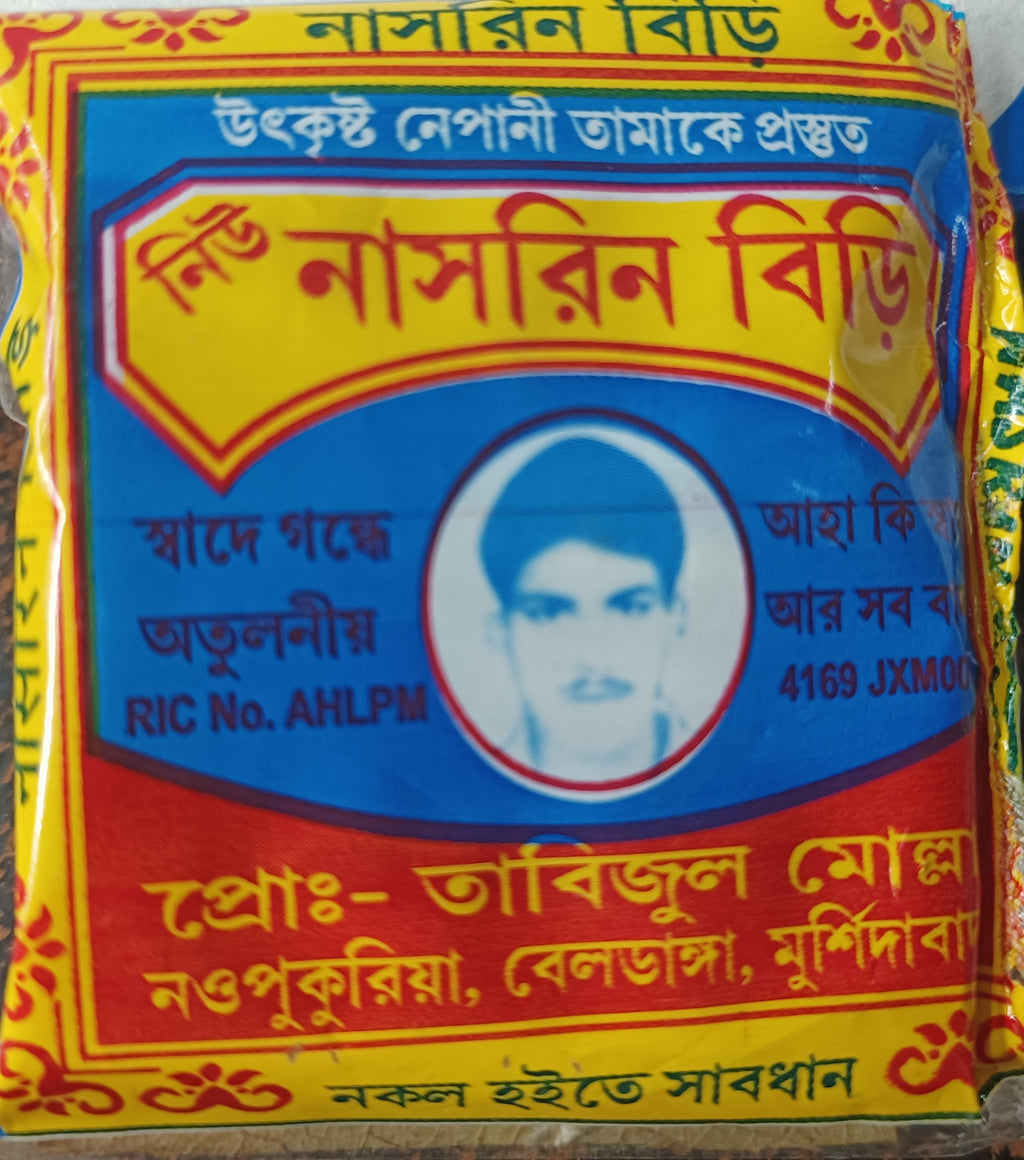 নাসরিন বিড়ি
উৎকৃষ্ট নেপানী তামাকে প্রস্তুত
নিউ নাসরিন বিড়ি
স্বাদে গন্ধে
অতুলনীয়
RIC No. AHLPM
আহা কি
আর সব
4169 JXM00
প্রোঃ- তাবিজুল মোল্লা
নওপুকুরিয়া, বেলডাঙ্গা, মুর্শিদাবাদ
নকল হইতে সাবধান